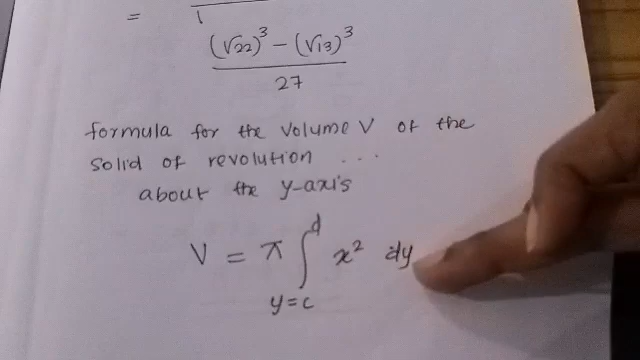 =
1
(√22)³ − (√13)³
27
formula for the volume V of the
solid of revolution ...
about the y-axis
V = π ∫ x² dy
d
y=c